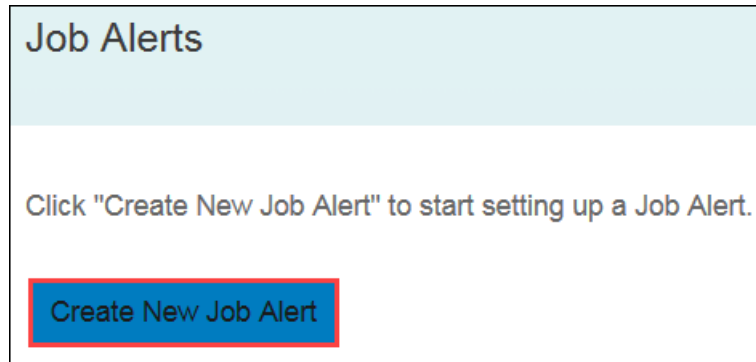 Job Alerts
Click "Create New Job Alert" to start setting up a Job Alert.
Create New Job Alert